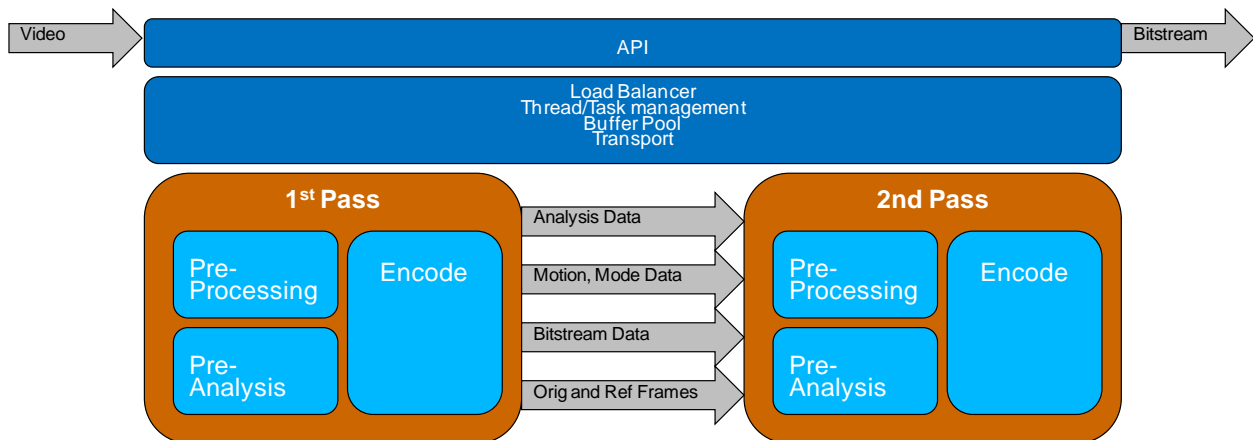 Video
API
Bitstream
Load Balancer
Thread/Task management
Buffer Pool
Transport
1st Pass
Pre-
Processing
Encode
Pre-
Analysis
Analysis Data
Motion, Mode Data
Bitstream Data
Orig and Ref Frames
2nd Pass
Pre-
Processing
Encode
Pre-
Analysis